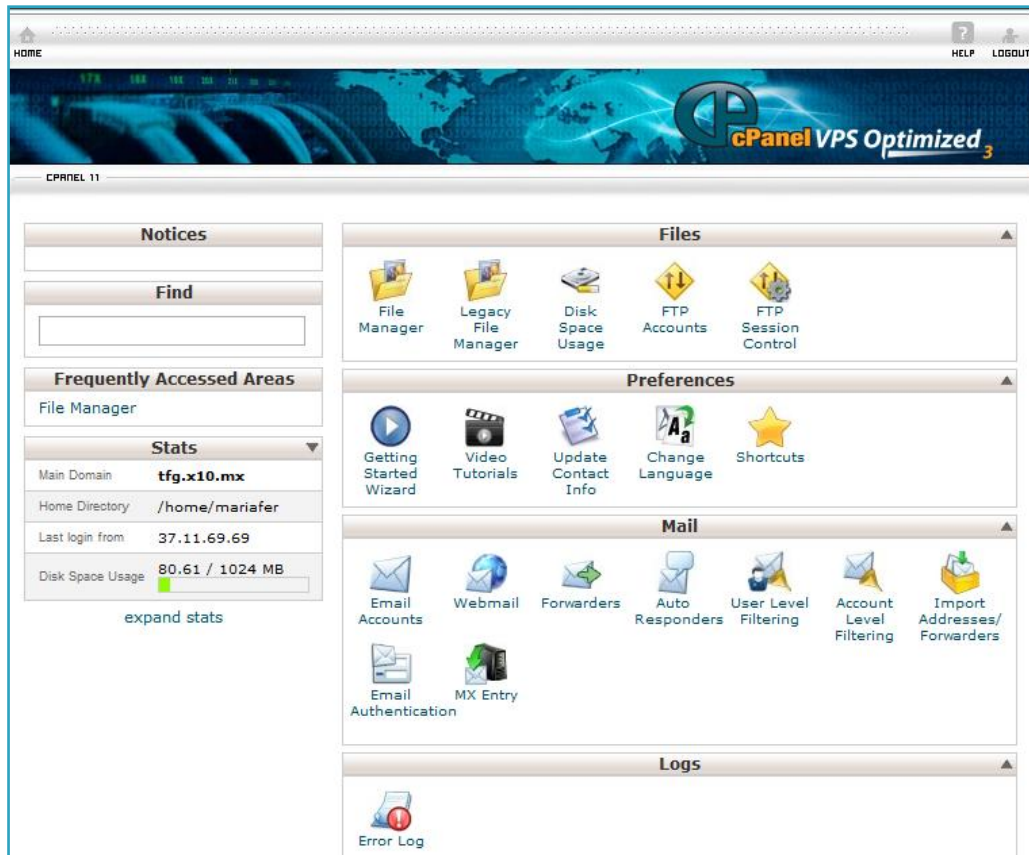 HOME
HELP
LOGOUT
cPanel VPS Optimized 3
CPANEL 11
Notices
Find
Frequently Accessed Areas
File Manager
Stats
Main Domain tfg.x10.mx
Home Directory /home/mariafer
Last login from 37.11.69.69
Disk Space Usage 80.61 / 1024 MB
expand stats
Files
File
Manager
Legacy
File
Manager
Disk
Space
Usage
FTP
Accounts
FTP
Session
Control
Preferences
Getting
Started
Wizard
Video
Tutorials
Update
Contact
Info
Change
Language
Shortcuts
Mail
Email
Accounts
Webmail
Forwarders
Auto
Responders
User Level
Filtering
Account
Level
Filtering
Import
Addresses/
Forwarders
Email
Authentication
MX Entry
Logs
Error Log